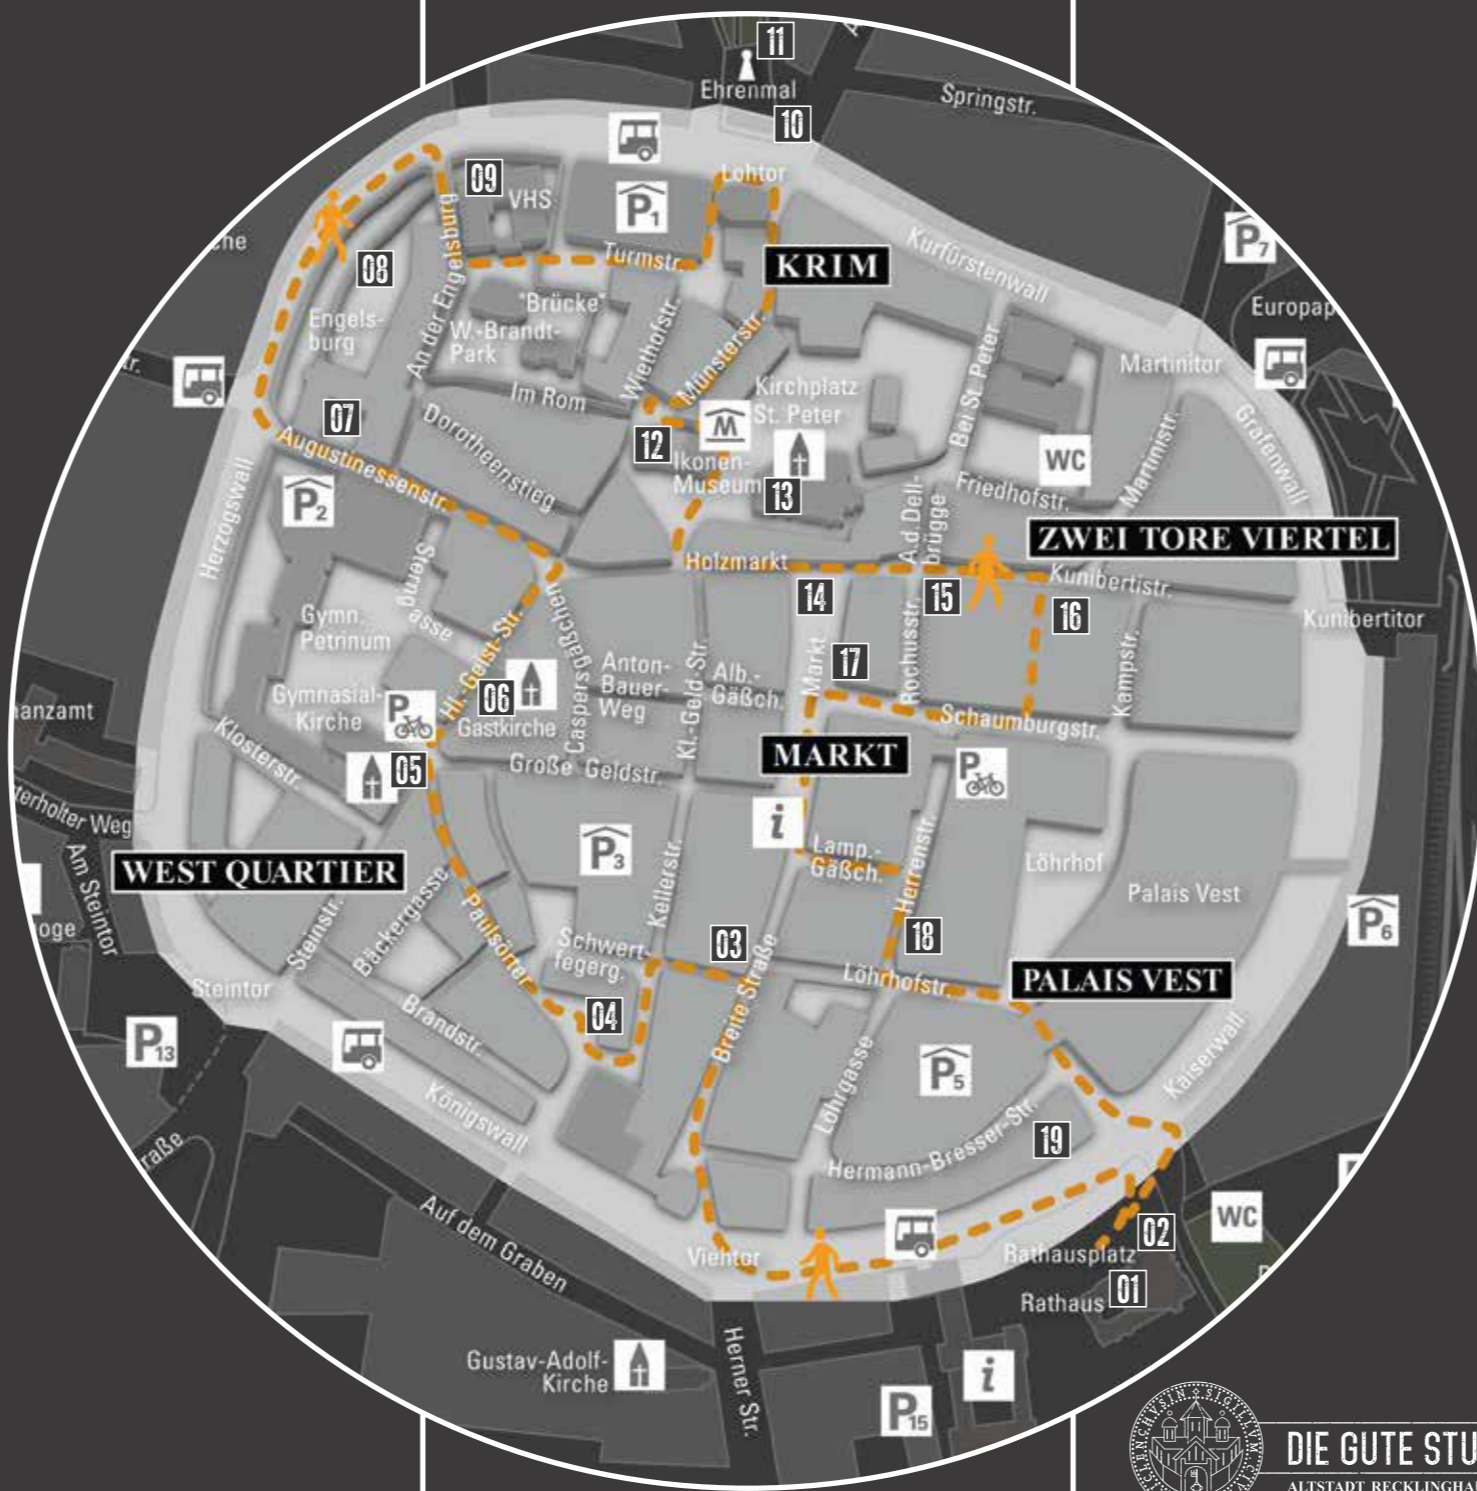 11
Ehrenmal
Springstr.
10
09
VHS
P1
Lohtor
Turmstr.
KRIM
Kurfürstenwall
P7
Europap
08
Engels-
burg
An der Engelsburg
"Brücke"
W.-Brandt-
Park
Wiethofstr.
Münsterstr.
Im Rom
Kirchplatz
St. Peter
Bei St. Peter
Martinitor
Grafenwall
Martinistr.
07
Augustinessenstr.
Dorotheenstieg
12
M
Ikonen-
Museum
13
WC
Friedhofstr.
A.d.Dell-
brügge
Herzogswall
P2
ZWEI TORE VIERTEL
Holzmarkt
Kunibertistr.
14
15
16
Kunibertitor
Steing
asse
Gymn.
Petrinum
Hl.-Geist-Str.
Caspersgäßchen
Anton-
Bauer-
Weg
Kl.-Geld-Str.
Alb.-
Gäßch.
Markt
17
Rochusstr.
Kampstr.
Schaumburgstr.
06
Gastkirche
Gymnasial-
Kirche
P
anzamt
Klosterstr.
05
Große Geldstr.
MARKT
P
i
terholter Weg
Am Steintor
WEST QUARTIER
P3
Kellerstr.
Lamp.-
Gäßch.
Herrenstr.
Löhrhof
Palais Vest
P6
oge
Steinstr.
Bäckergasse
Paulsörter
Schwert-
fegerg.
03
18
Löhrhofstr.
PALAIS VEST
Steintor
P13
Brandstr.
04
Breite Straße
Löhrgasse
P5
Kaiserwall
Königswall
Hermann-Bresser-Str.
19
raße
Auf dem Graben
Viehtor
WC
02
Rathausplatz
Rathaus
01
Gustav-Adolf-
Kirche
Herner Str.
i
P15
DIE GUTE STU
ALTSTADT RECKLINGHA